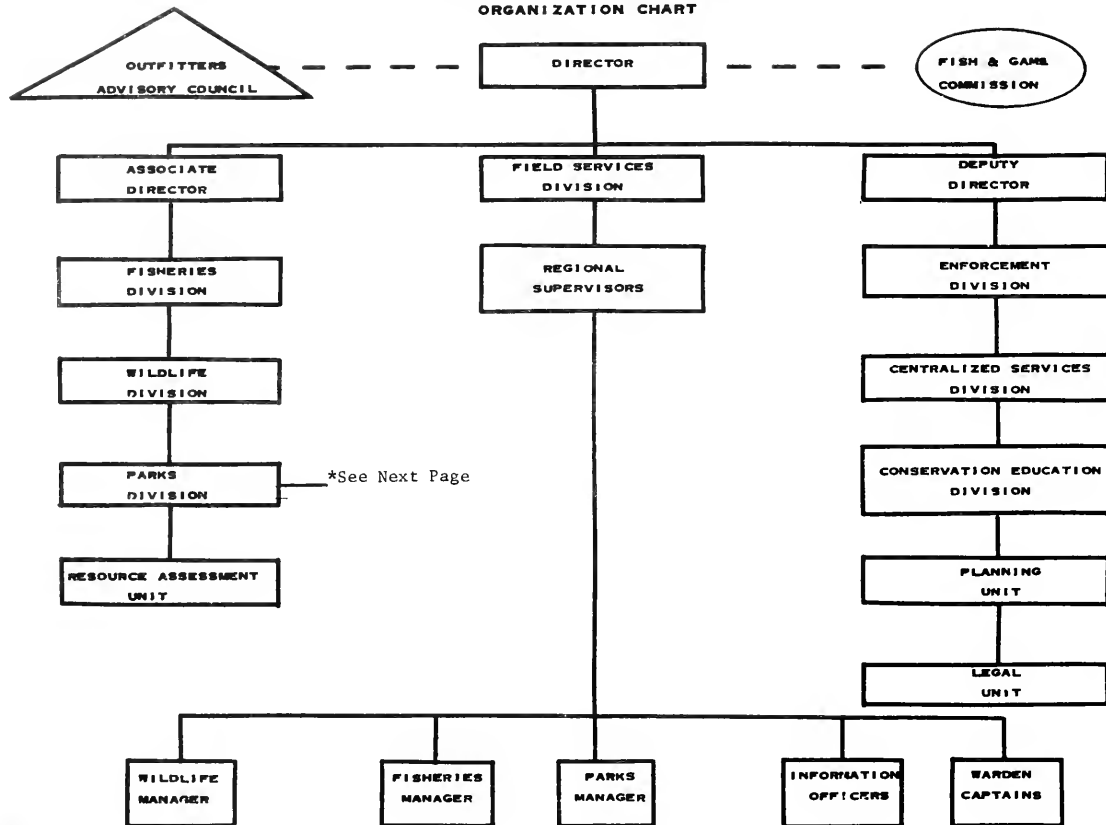 ORGANIZATION CHART
OUTFITTERS
ADVISORY COUNCIL
DIRECTOR
FISH & GAME
COMMISSION
ASSOCIATE
DIRECTOR
FIELD SERVICES
DIVISION
DEPUTY
DIRECTOR
FISHERIES
DIVISION
REGIONAL
SUPERVISORS
ENFORCEMENT
DIVISION
WILDLIFE
DIVISION
CENTRALIZED SERVICES
DIVISION
PARKS
DIVISION
*See Next Page
CONSERVATION EDUCATION
DIVISION
RESOURCE ASSESSMENT
UNIT
PLANNING
UNIT
LEGAL
UNIT
WILDLIFE
MANAGER
FISHERIES
MANAGER
PARKS
MANAGER
INFORMATION
OFFICERS
WARDEN
CAPTAINS